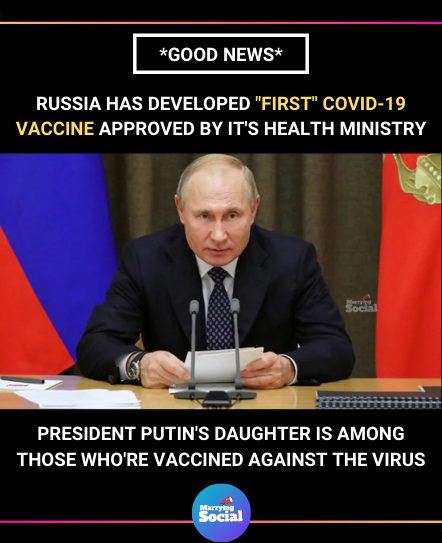 *GOOD NEWS*
RUSSIA HAS DEVELOPED "FIRST" COVID-19
VACCINE APPROVED BY IT'S HEALTH MINISTRY
Marrying
Social
PRESIDENT PUTIN'S DAUGHTER IS AMONG
THOSE WHO'RE VACCINED AGAINST THE VIRUS
Marrying
Social